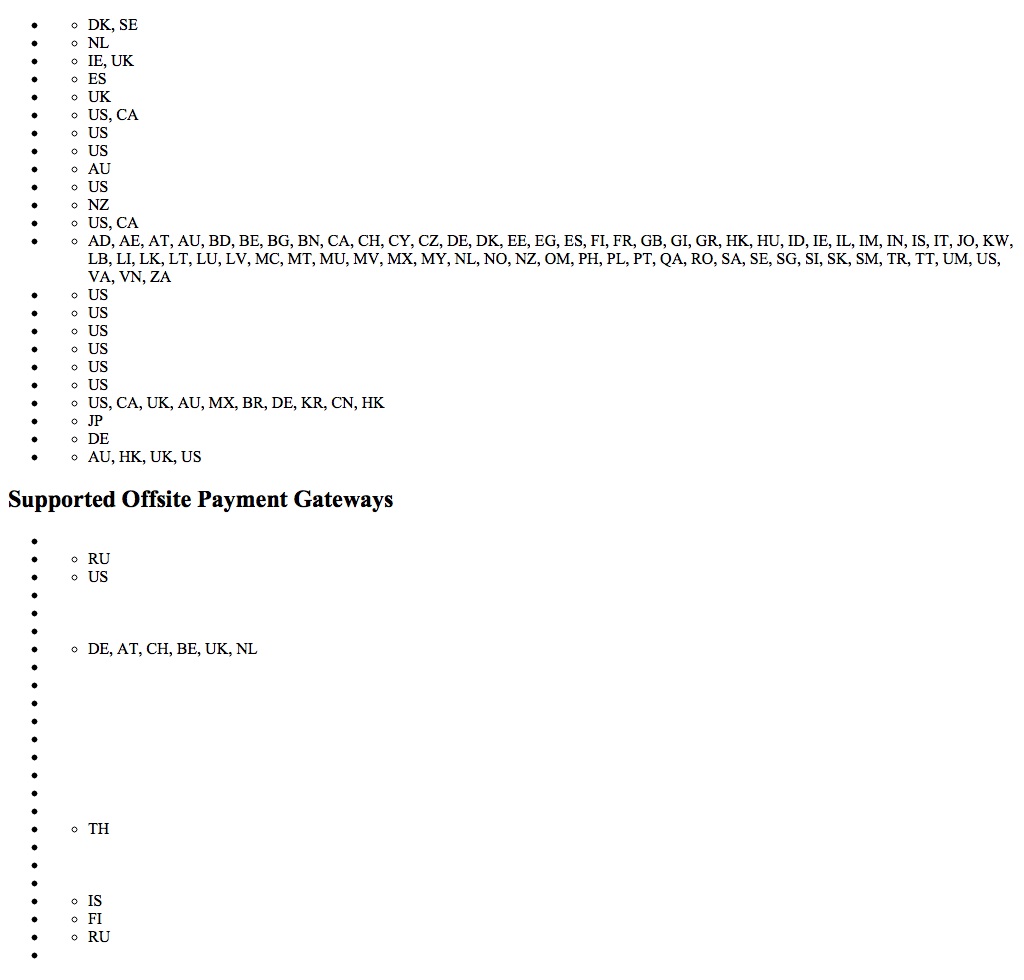 DK, SE
NL
IE, UK
ES
UK
US, CA
US
US
AU
US
NZ
US, CA
AD, AE, AT, AU, BD, BE, BG, BN, CA, CH, CY, CZ, DE, DK, EE, EG, ES, FI, FR, GB, GI, GR, HK, HU, ID, IE, IL, IM, IN, IS, IT, JO, KW,
LB, LI, LK, LT, LU, LV, MC, MT, MU, MV, MX, MY, NL, NO, NZ, OM, PH, PL, PT, QA, RO, SA, SE, SG, SI, SK, SM, TR, TT, UM, US,
VA, VN, ZA
US
US
US
US
US
US
US, CA, UK, AU, MX, BR, DE, KR, CN, HK
JP
DE
AU, HK, UK, US
Supported Offsite Payment Gateways
RU
US
DE, AT, CH, BE, UK, NL
TH
IS
FI
RU